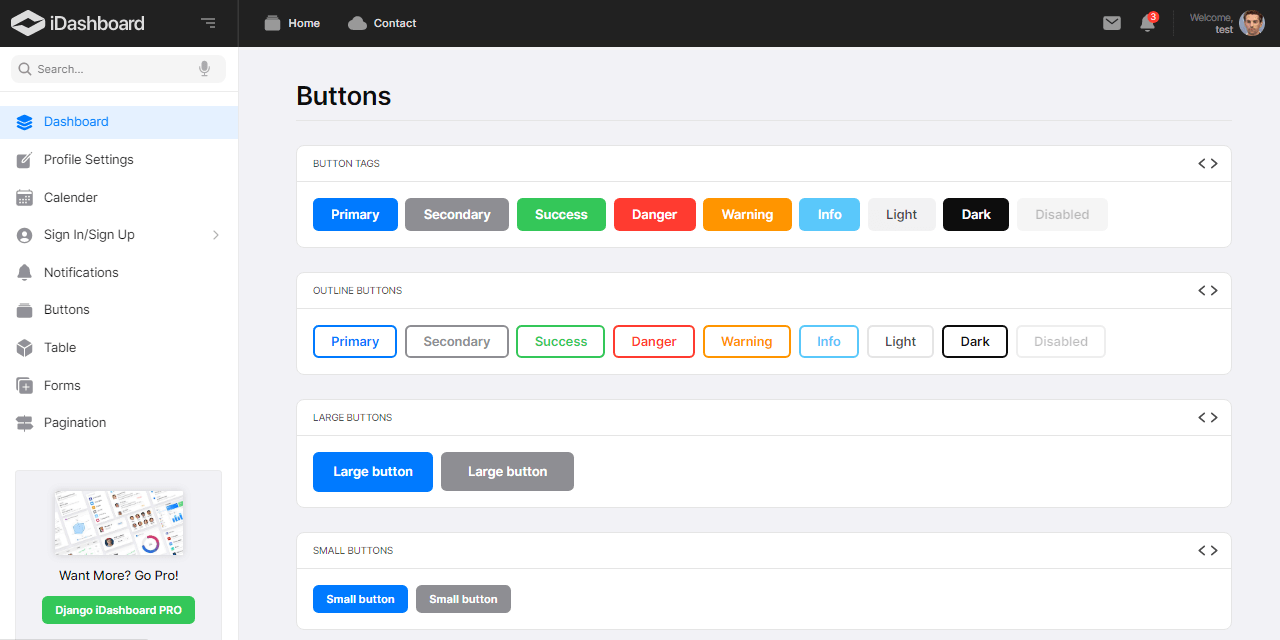 iDashboard
Home
Contact
3
Welcome,
test
Search...
Dashboard
Profile Settings
Calender
Sign In/Sign Up
Notifications
Buttons
Table
Forms
Pagination
Want More? Go Pro!
Django iDashboard PRO
Buttons
BUTTON TAGS
Primary Secondary Success Danger Warning Info Light Dark Disabled
OUTLINE BUTTONS
Primary Secondary Success Danger Warning Info Light Dark Disabled
LARGE BUTTONS
Large button Large button
SMALL BUTTONS
Small button Small button